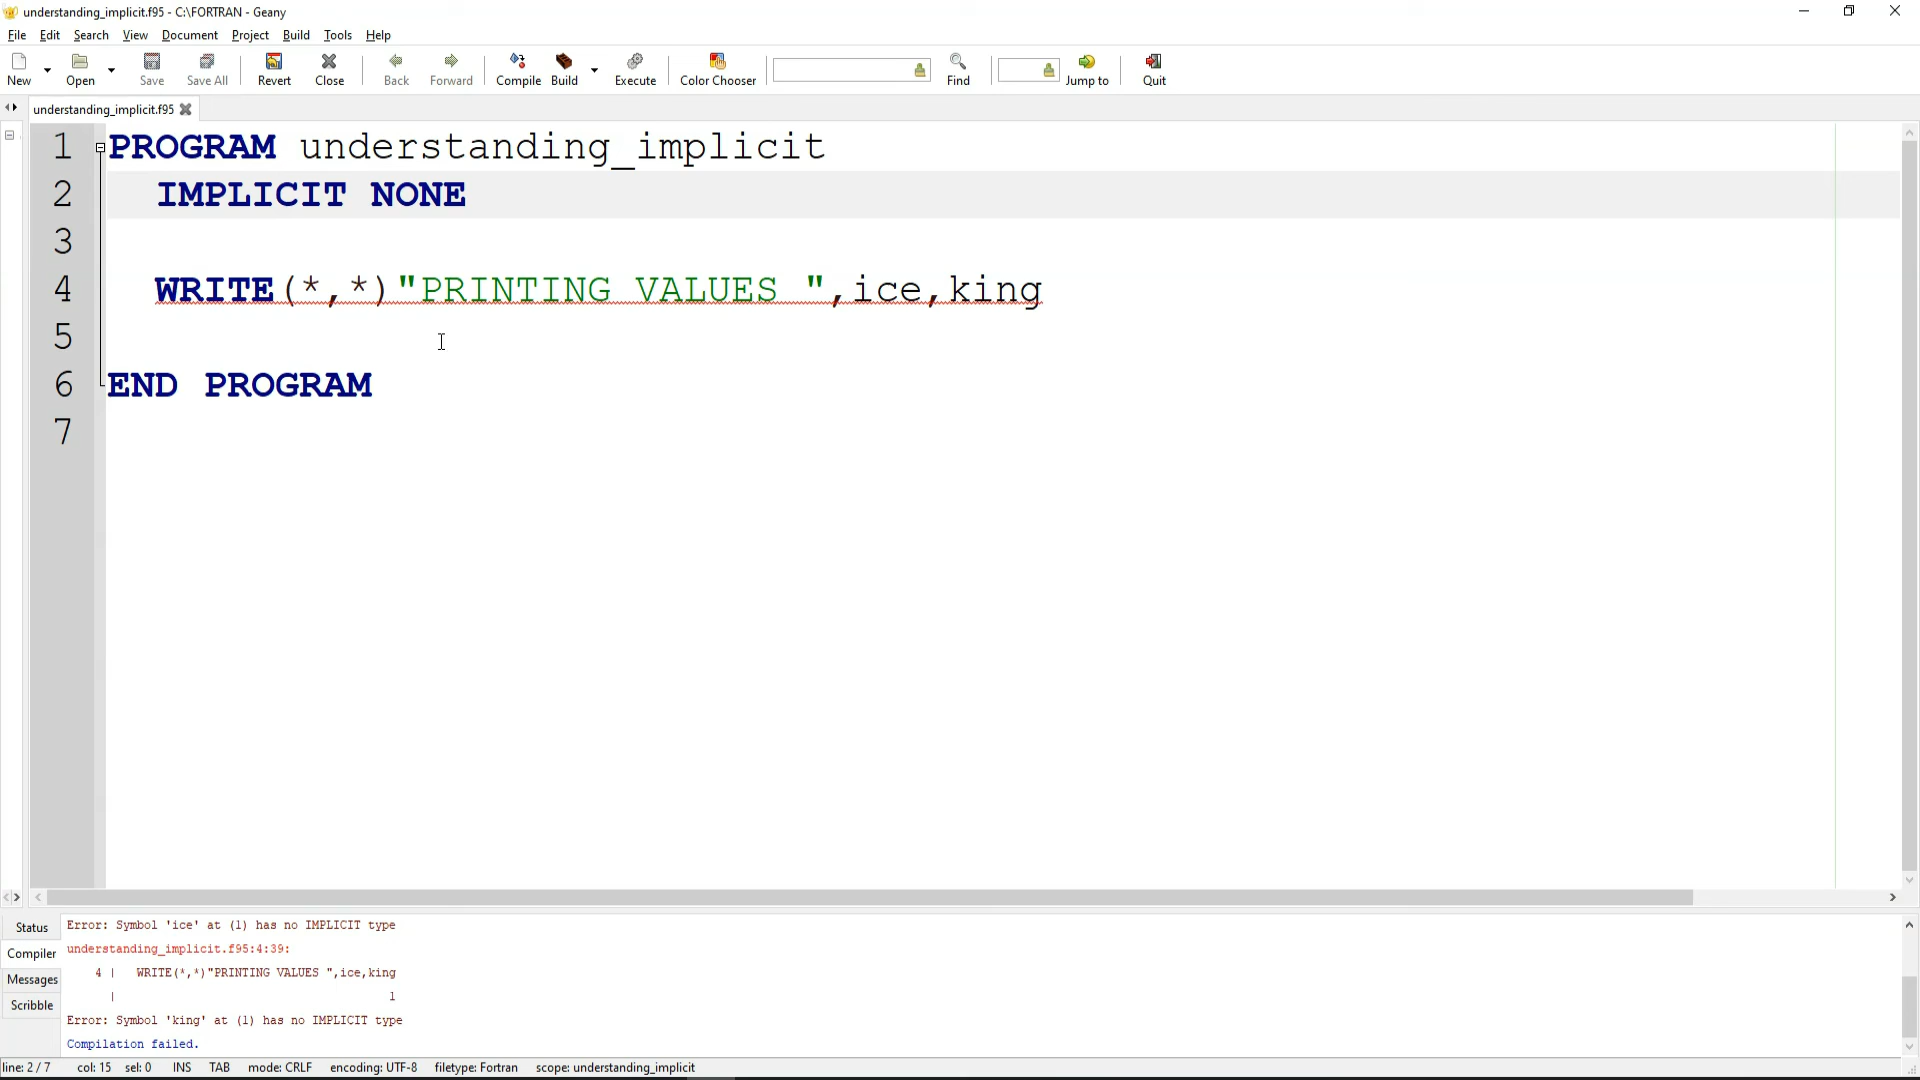 understanding_implicit.f95 - C:\FORTRAN - Geany
File Edit Search View Document Project Build Tools Help
New Open Save Save All Revert Close Back Forward Compile Build Execute Color Chooser Find Jump to Quit
understanding_implicit.f95
1 PROGRAM understanding_implicit
2 IMPLICIT NONE
3
4 WRITE(*,*)"PRINTING VALUES ",ice,king
5
6 END PROGRAM
7
Status
Compiler
Messages
Scribble
Error: Symbol 'ice' at (1) has no IMPLICIT type
understanding_implicit.f95:4:39:
4 | WRITE(*,*)"PRINTING VALUES ",ice,king
| 1
Error: Symbol 'king' at (1) has no IMPLICIT type
Compilation failed.
line: 2 / 7 col: 15 sel: 0 INS TAB mode: CRLF encoding: UTF-8 filetype: Fortran scope: understanding_implicit